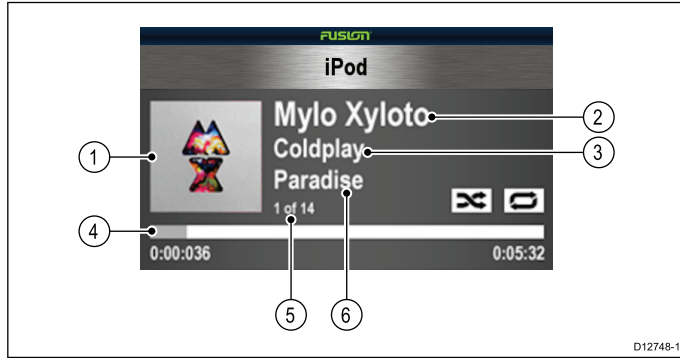 FUSION
iPod
Mylo Xyloto
2
Coldplay
3
1
Paradise
1 of 14
4
0:00:036
0:05:32
5
6
D12748-1